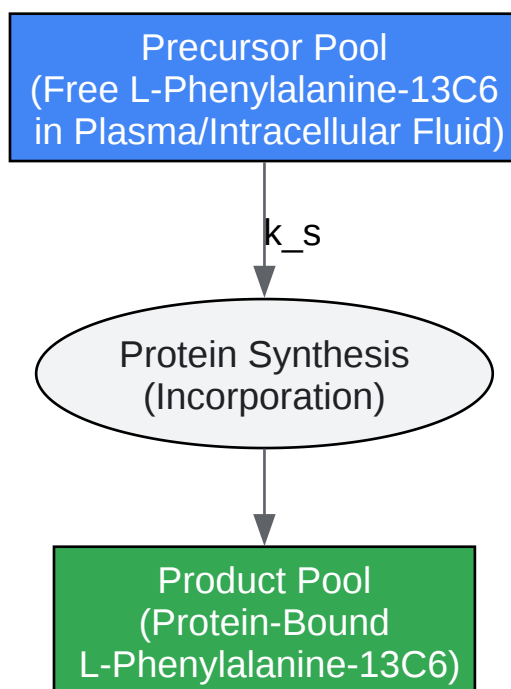 Precursor Pool
(Free L-Phenylalanine-13C6
in Plasma/Intracellular Fluid)
k_s
Protein Synthesis
(Incorporation)
Product Pool
(Protein-Bound
L-Phenylalanine-13C6)